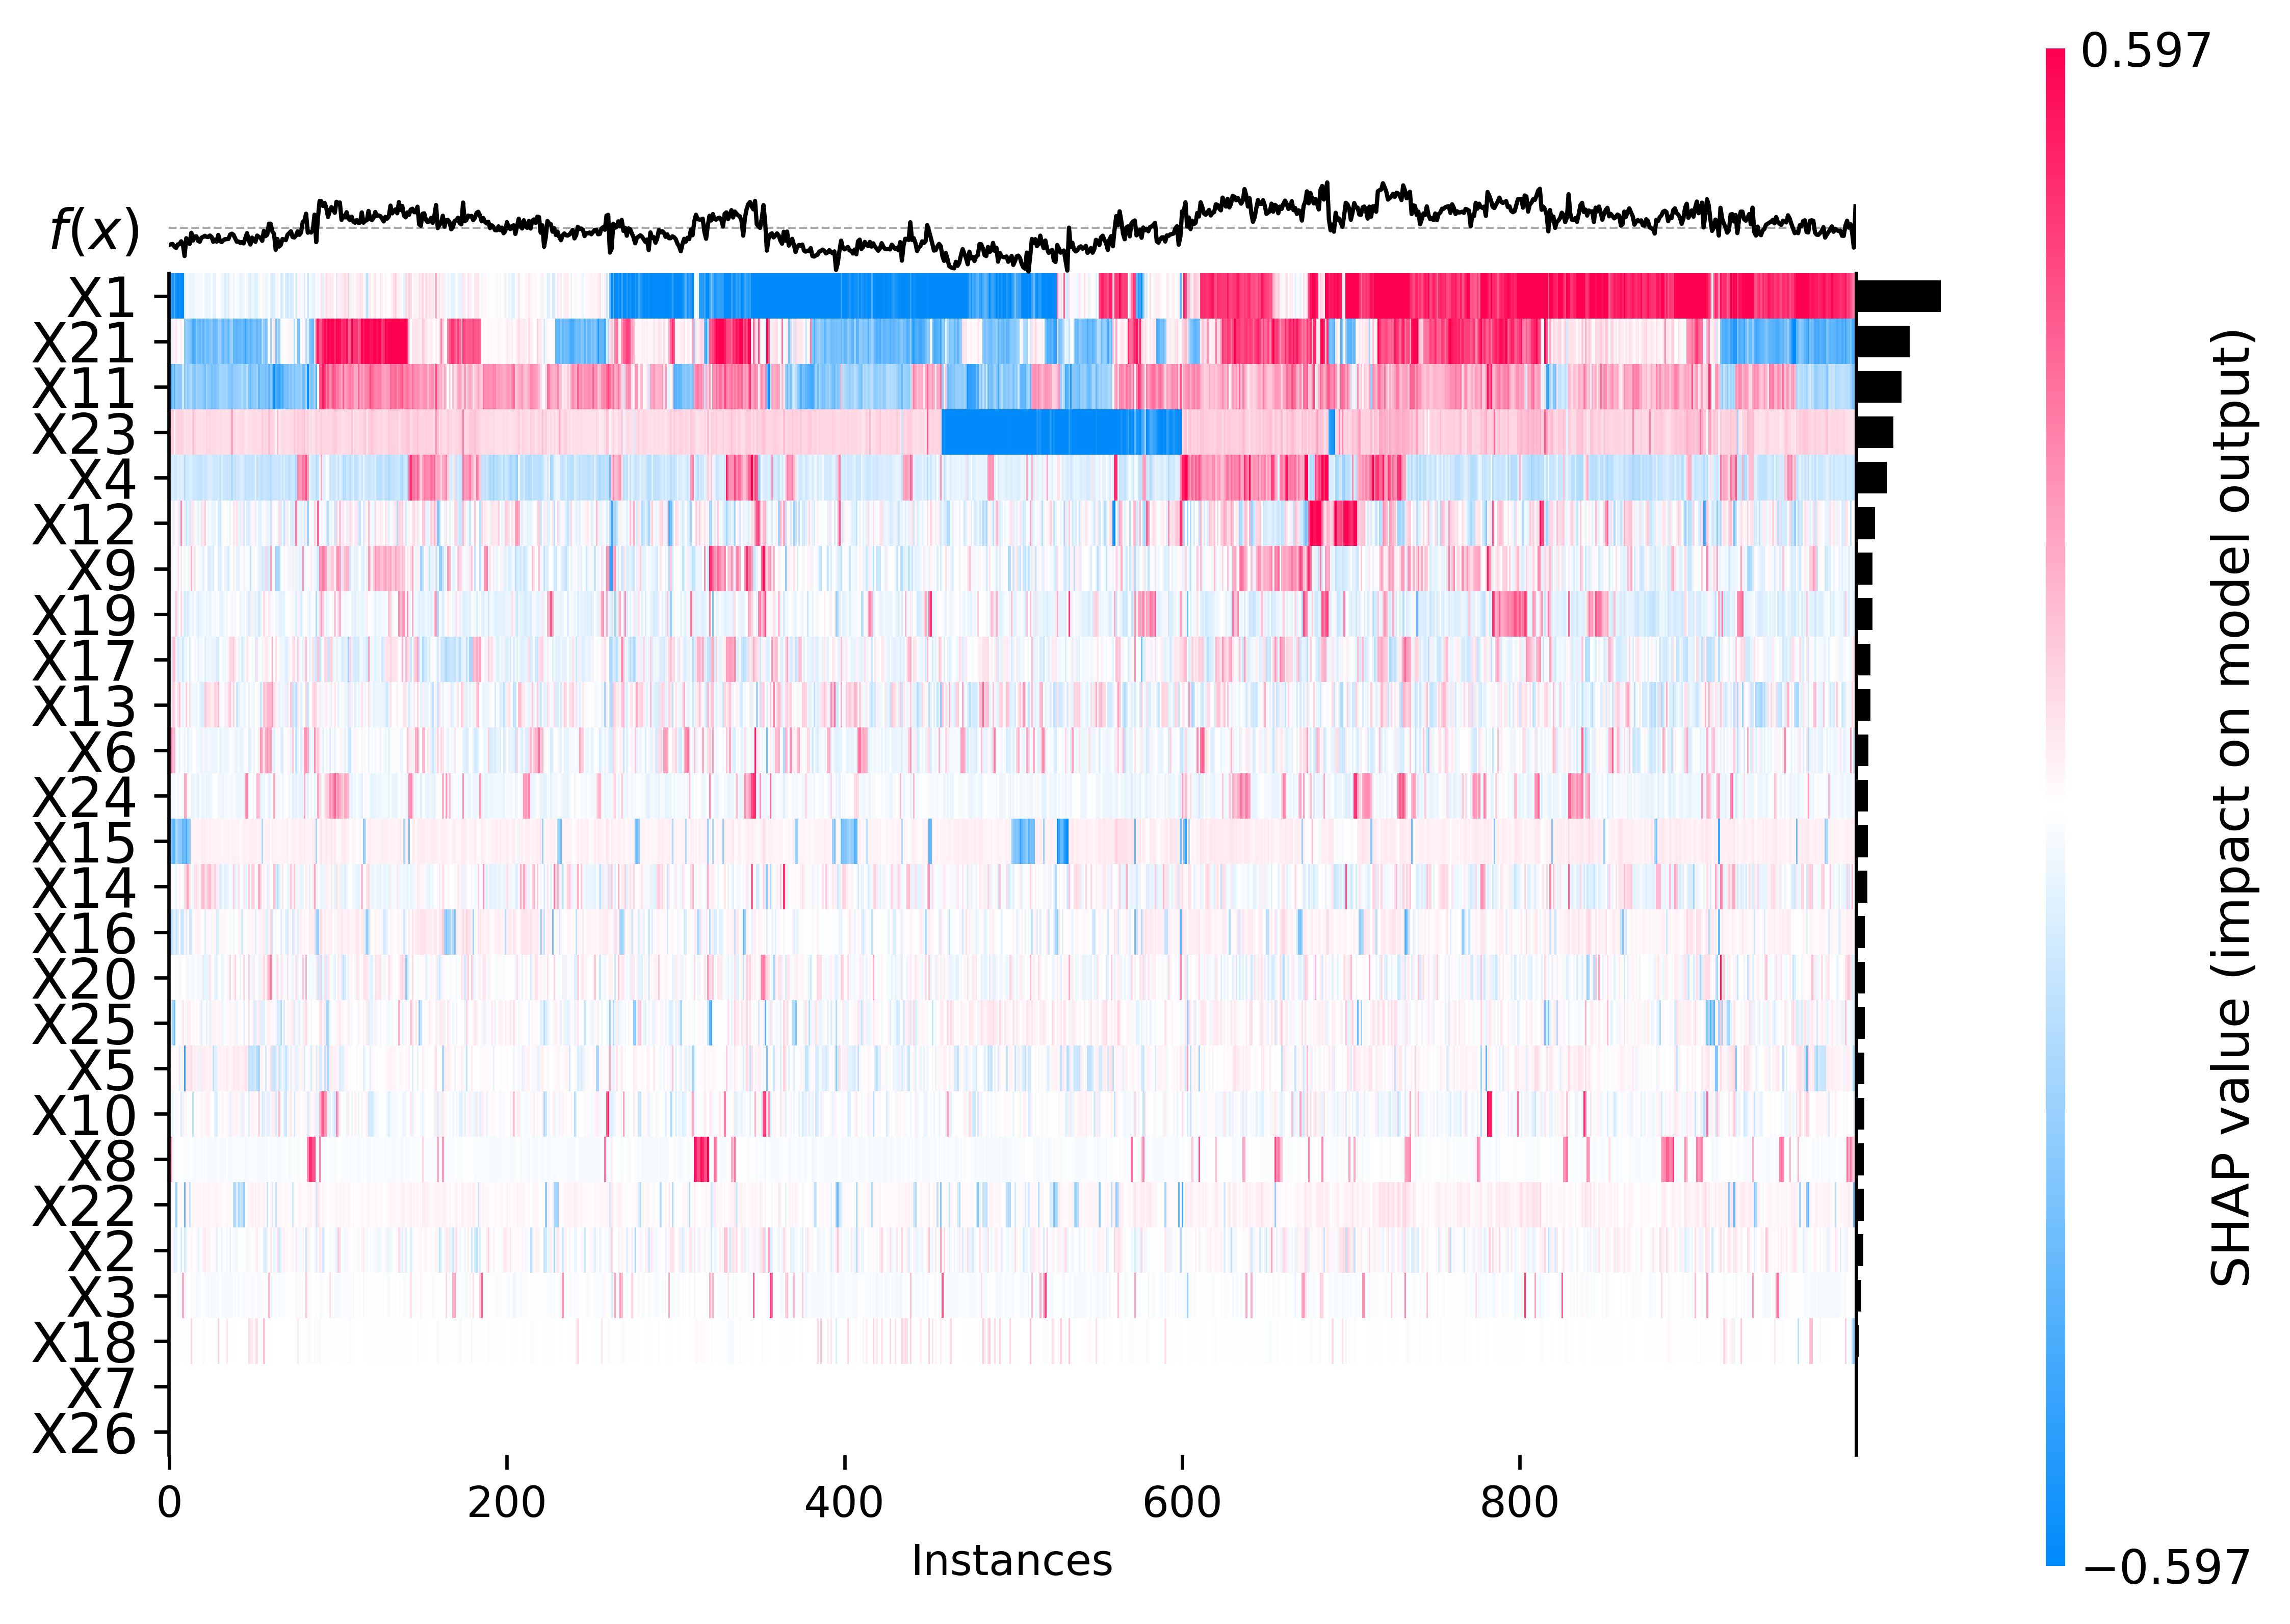 0.597
f(x)
X1
X21
X11
X23
X4
X12
X9
X19
X17
X13
X6
X24
X15
X14
X16
X20
X25
X5
X10
X8
X22
X2
X3
X18
X7
X26
0 200 400 600 800
Instances
SHAP value (impact on model output)
−0.597